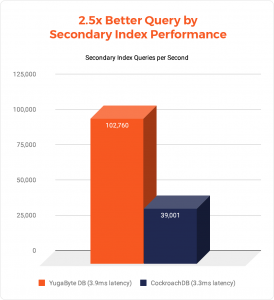 2.5x Better Query by
Secondary Index Performance
Secondary Index Queries per Second
125,000
100,000
102,760
75,000
50,000
39,001
25,000
0
YugaByte DB (3.9ms latency) CockroachDB (3.3ms latency)